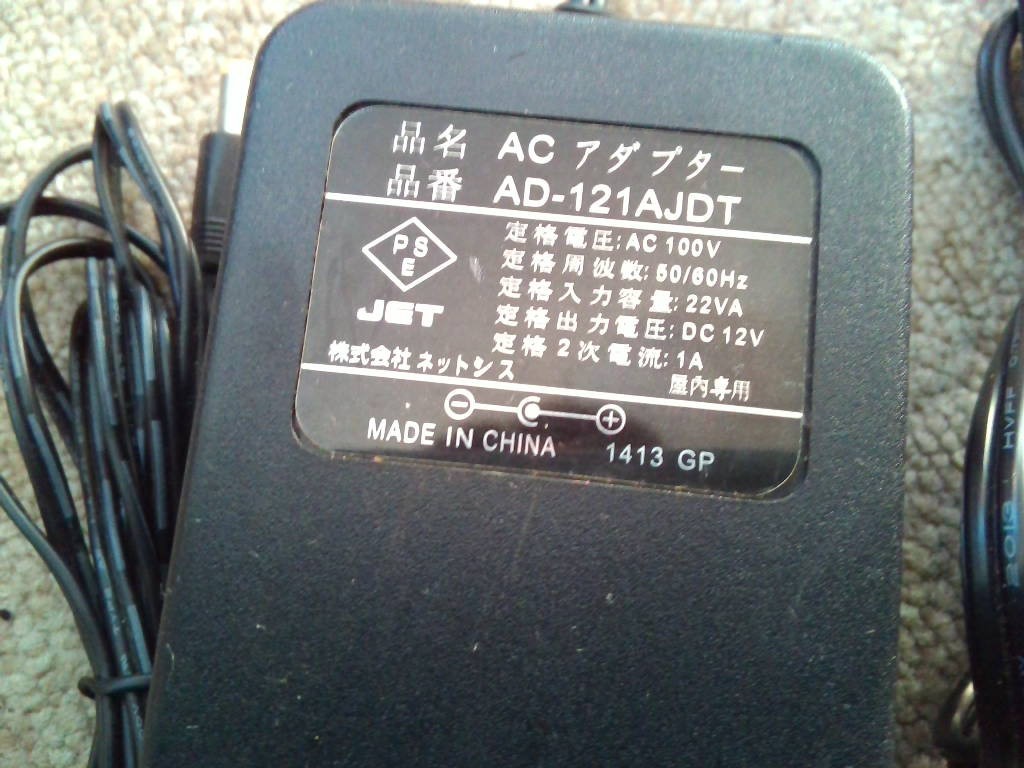 品名 AC アダプター
品番 AD-121AJDT
PSE
JET
株式会社ネットシス
定格電圧:AC 100V
定格周波数:50/60Hz
定格入力容量:22VA
定格出力電圧:DC 12V
定格2次電流:1A
屋内専用
MADE IN CHINA 1413 GP
HVFF